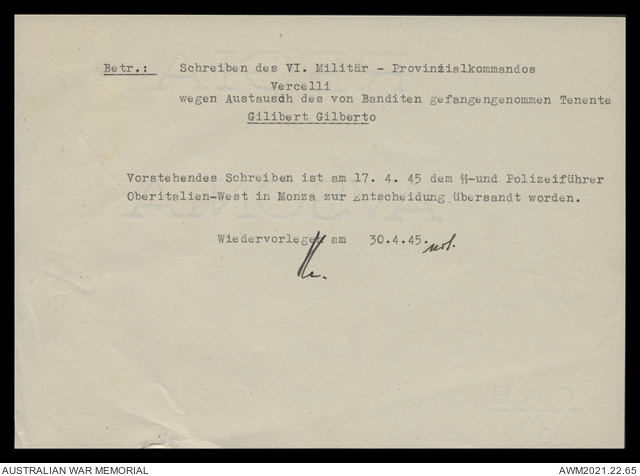 Betr.: Schreiben des VI. Militär - Provinzialkommandos
Vercelli
wegen Austausch des von Banditen gefangengenommen Tenente
Gilibert Gilberto
Vorstehendes Schreiben ist am 17. 4. 45 dem ϟϟ-und Polizeiführer
Oberitalien-West in Monza zur Entscheidung übersandt worden.
Wiedervorlegen am 30.4.45.
AUSTRALIAN WAR MEMORIAL
AWM2021.22.65